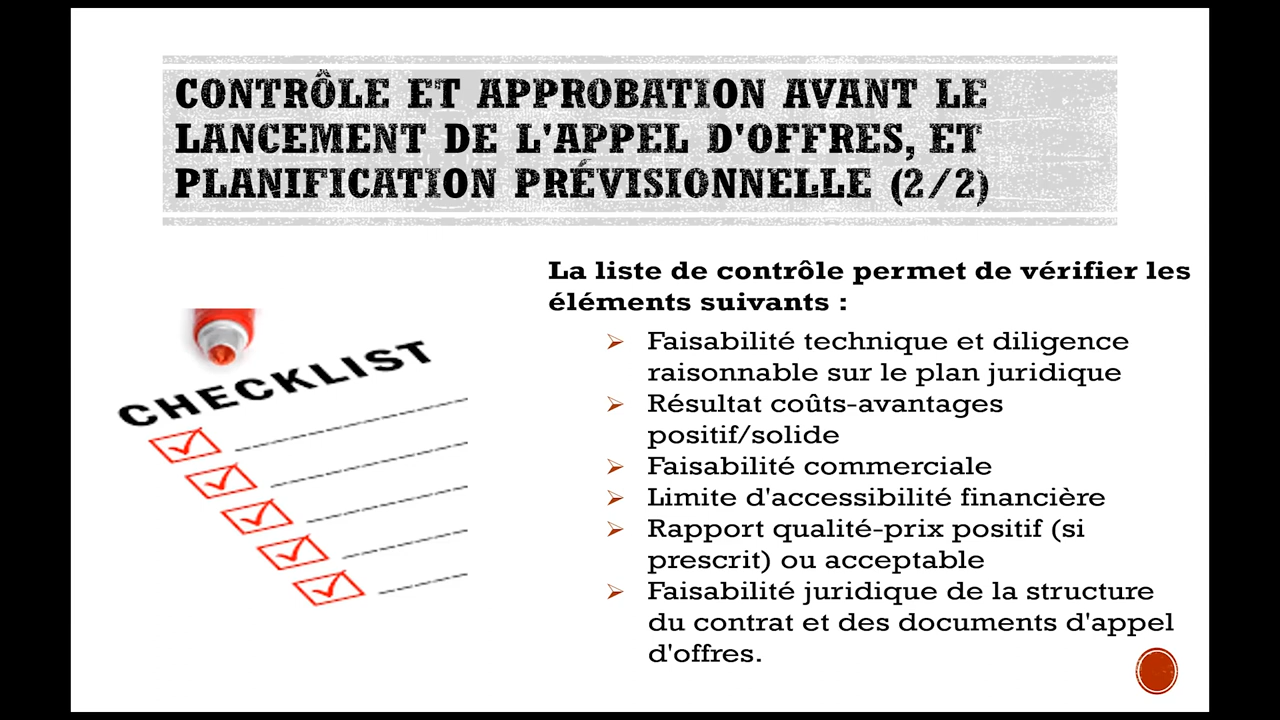 CONTRÔLE ET APPROBATION AVANT LE
LANCEMENT DE L'APPEL D'OFFRES, ET
PLANIFICATION PRÉVISIONNELLE (2/2)
La liste de contrôle permet de vérifier les
éléments suivants :
Faisabilité technique et diligence
raisonnable sur le plan juridique
Résultat coûts-avantages
positif/solide
Faisabilité commerciale
Limite d'accessibilité financière
Rapport qualité-prix positif (si
prescrit) ou acceptable
Faisabilité juridique de la structure
du contrat et des documents d'appel
d'offres.
CHECKLIST